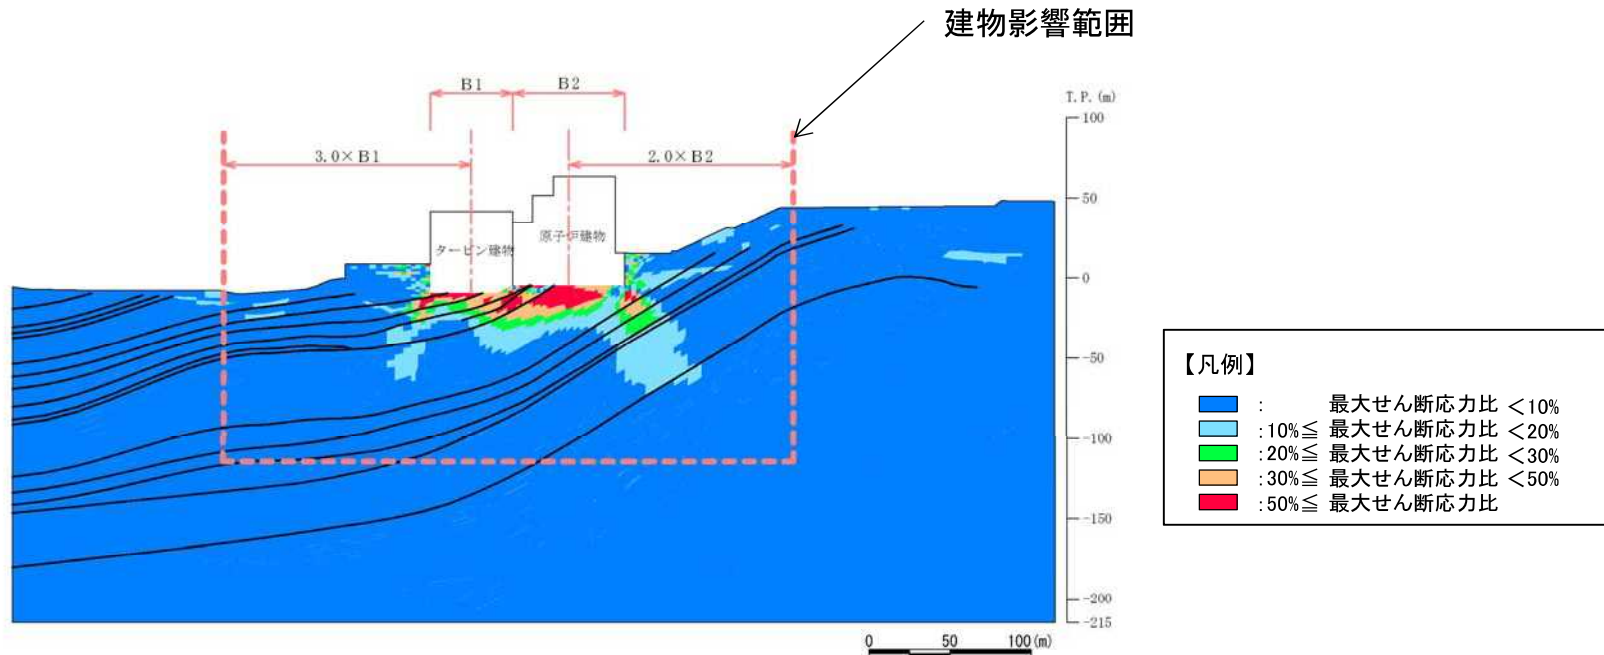 建物影響範囲
B1
B2
T.P.(m)
3.0×B1
2.0×B2
タービン建物
原子炉建物
100
50
0
-50
-100
-150
-200
-215
0 50 100(m)
【凡例】
: 最大せん断応力比 <10%
:10%≦ 最大せん断応力比 <20%
:20%≦ 最大せん断応力比 <30%
:30%≦ 最大せん断応力比 <50%
:50%≦ 最大せん断応力比